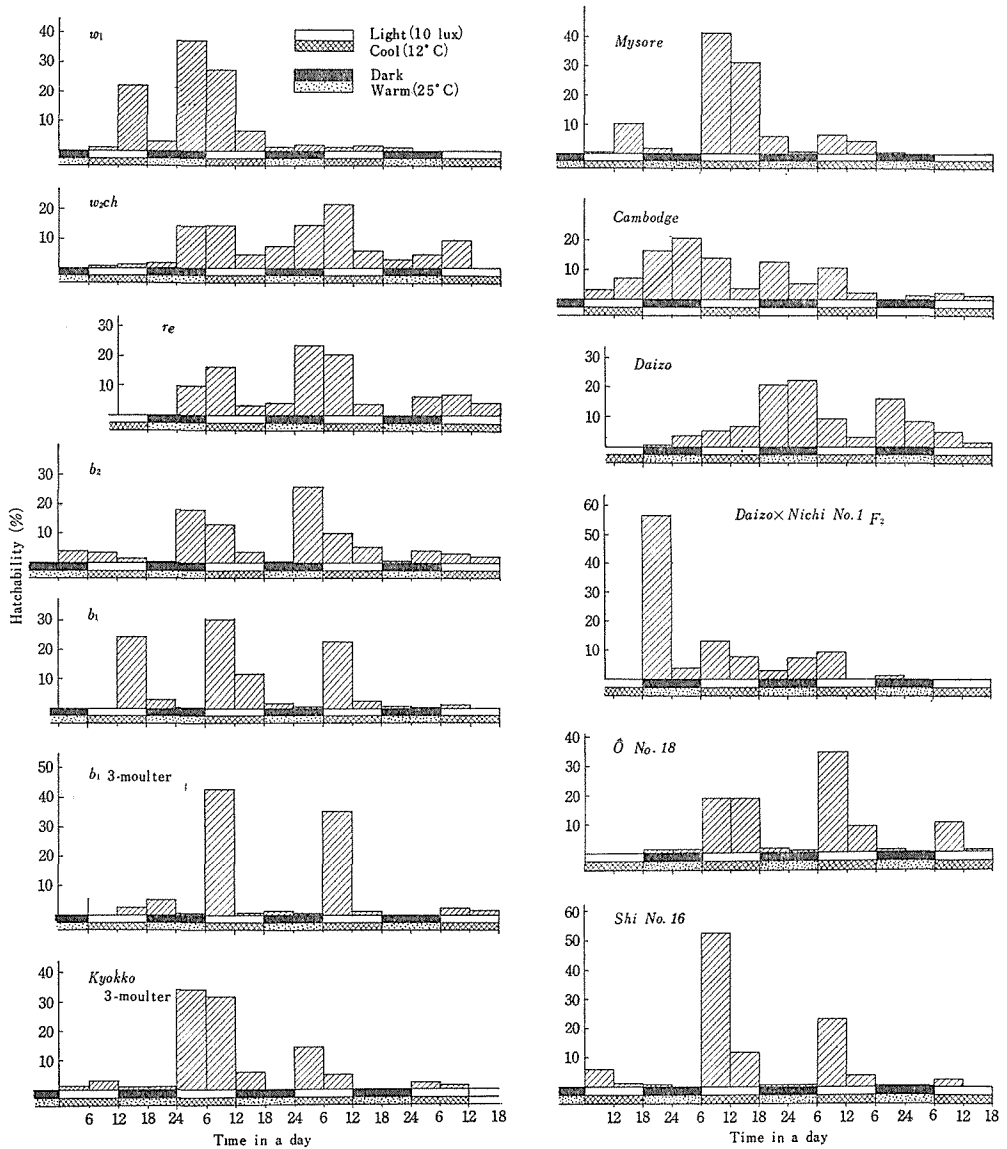 w1
40
30
20
10
Light (10 lux)
Cool (12° C)
Dark
Warm (25° C)
w2ch
20
10
re
30
20
10
b2
30
20
10
Hatchability (%)
b1
30
20
10
b1 3-moulter
50
40
30
20
10
Kyokko
3-moulter
40
30
20
10
6 12 18 24 6 12 18 24 6 12 18 24 6 12 18
Time in a day
Mysore
40
30
20
10
Cambodge
20
10
Daizo
30
20
10
Daizo×Nichi No.1 F2
60
50
40
30
20
10
Ô No. 18
40
30
20
10
Shi No. 16
60
50
40
30
20
10
12 18 24 6 12 18 24 6 12 6 24 6 12 18
Time in a day